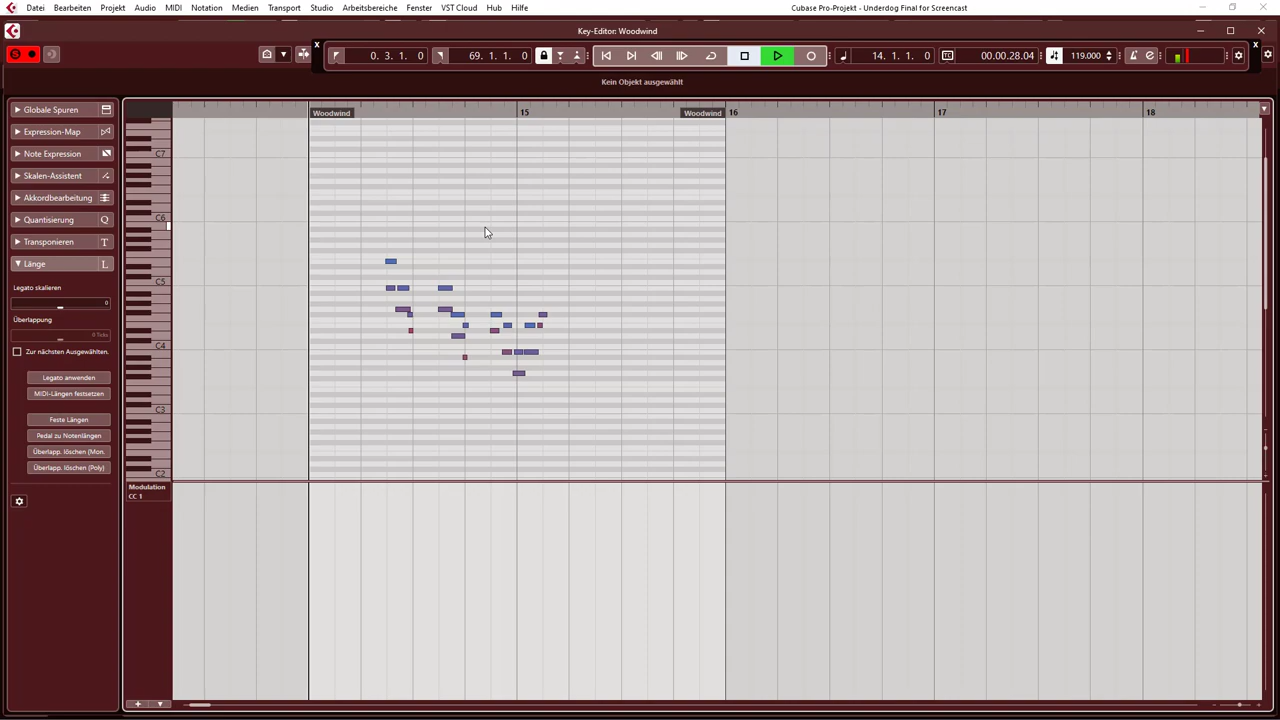 Datei Bearbeiten Projekt Audio MIDI Notation Medien Transport Studio Arbeitsbereiche Fenster VST Cloud Hub Hilfe Cubase Pro-Projekt - Underdog Final for Screencast
Key-Editor: Woodwind
0. 3. 1. 0 69. 1. 1. 0 14. 1. 1. 0 00.00.28.04 119.000
Kein Objekt ausgewählt
Globale Spuren
Expression-Map
Note Expression
Skalen-Assistent
Akkordbearbeitung
Quantisierung Q
Transponieren T
Länge L
Legato skalieren
0
Überlappung
0 Ticks
Zur nächsten Ausgewählten.
Legato anwenden
MIDI-Längen festsetzen
Feste Längen
Pedal zu Notenlängen
Überlapp. löschen (Mon.
Überlapp. löschen (Poly)
Woodwind 15 Woodwind 16 17 18
C7
C6
C5
C4
C3
C2
Modulation
CC 1